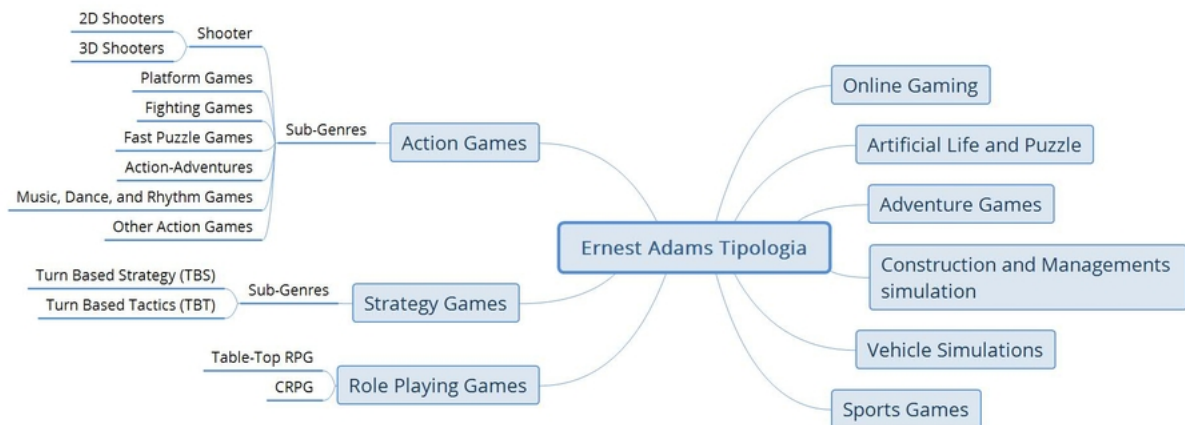 2D Shooters
3D Shooters
Shooter
Platform Games
Fighting Games
Fast Puzzle Games
Action-Adventures
Music, Dance, and Rhythm Games
Other Action Games
Sub-Genres
Action Games
Turn Based Strategy (TBS)
Turn Based Tactics (TBT)
Sub-Genres
Strategy Games
Table-Top RPG
CRPG
Role Playing Games
Ernest Adams Tipologia
Online Gaming
Artificial Life and Puzzle
Adventure Games
Construction and Managements
simulation
Vehicle Simulations
Sports Games